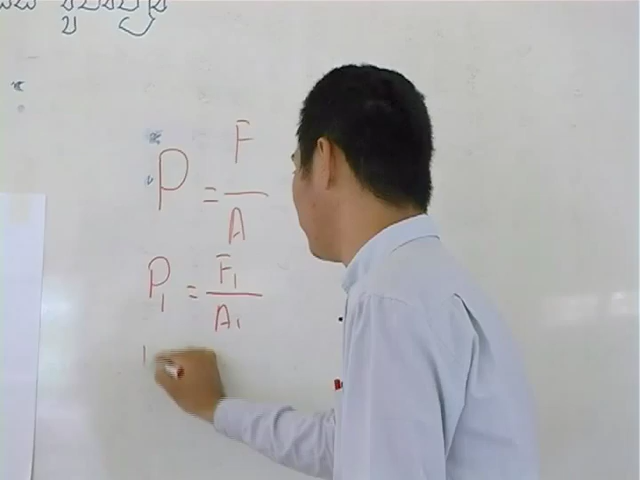 P = F/A
P₁ = F₁/A₁